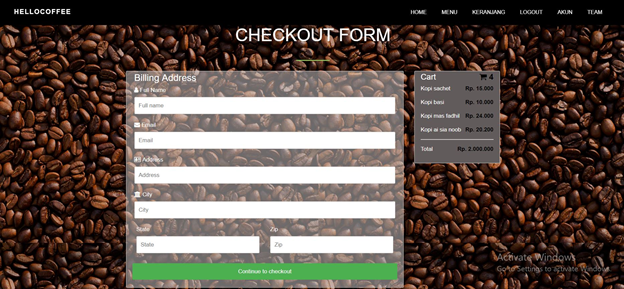 HELLOCOFFEE
HOME MENU KERANJANG LOGOUT AKUN TEAM
CHECKOUT FORM
Billing Address
Full Name
Full name
Email
Email
Address
Address
City
City
State Zip
State Zip
Continue to checkout
Cart 4
Kopi sachet Rp. 15.000
Kopi basi Rp. 10.000
Kopi mas fadhil Rp. 24.000
Kopi ai sia noob Rp. 20.200
Total Rp. 2.000.000
Activate Windows
Go to Settings to activate Windows.